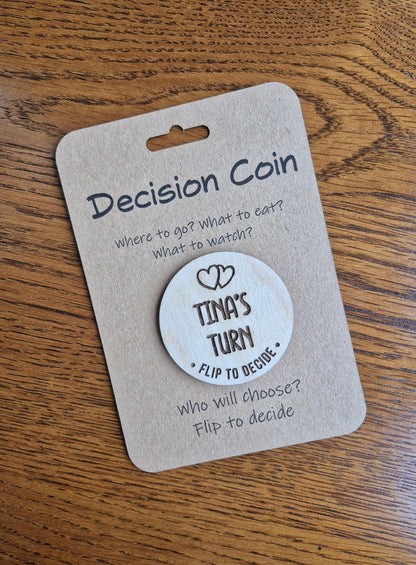 Decision Coin
Where to go? What to eat?
What to watch?
TINA'S
TURN
• FLIP TO DECIDE •
Who will choose?
Flip to decide